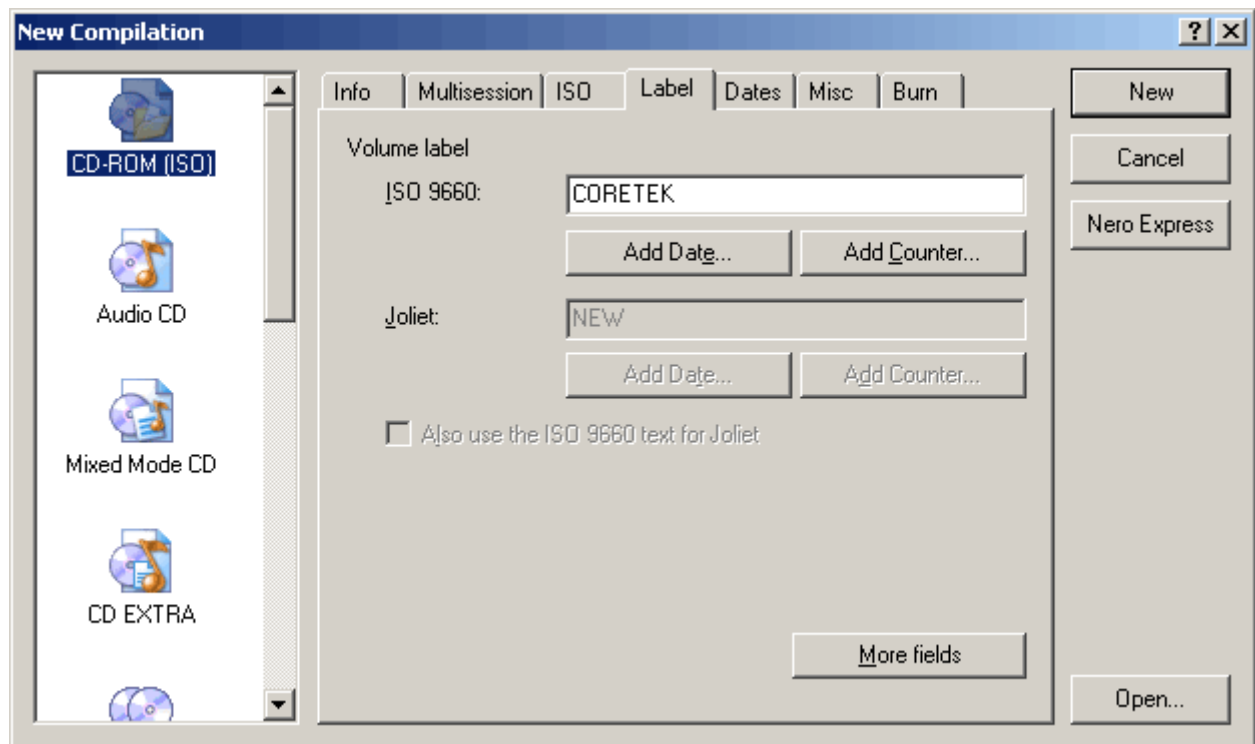 New Compilation
CD-ROM (ISO)
Audio CD
Mixed Mode CD
CD EXTRA
Info Multisession ISO Label Dates Misc Burn
Volume label
ISO 9660: CORETEK
Add Date... Add Counter...
Joliet: NEW
Add Date... Add Counter...
Also use the ISO 9660 text for Joliet
More fields
New
Cancel
Nero Express
Open...